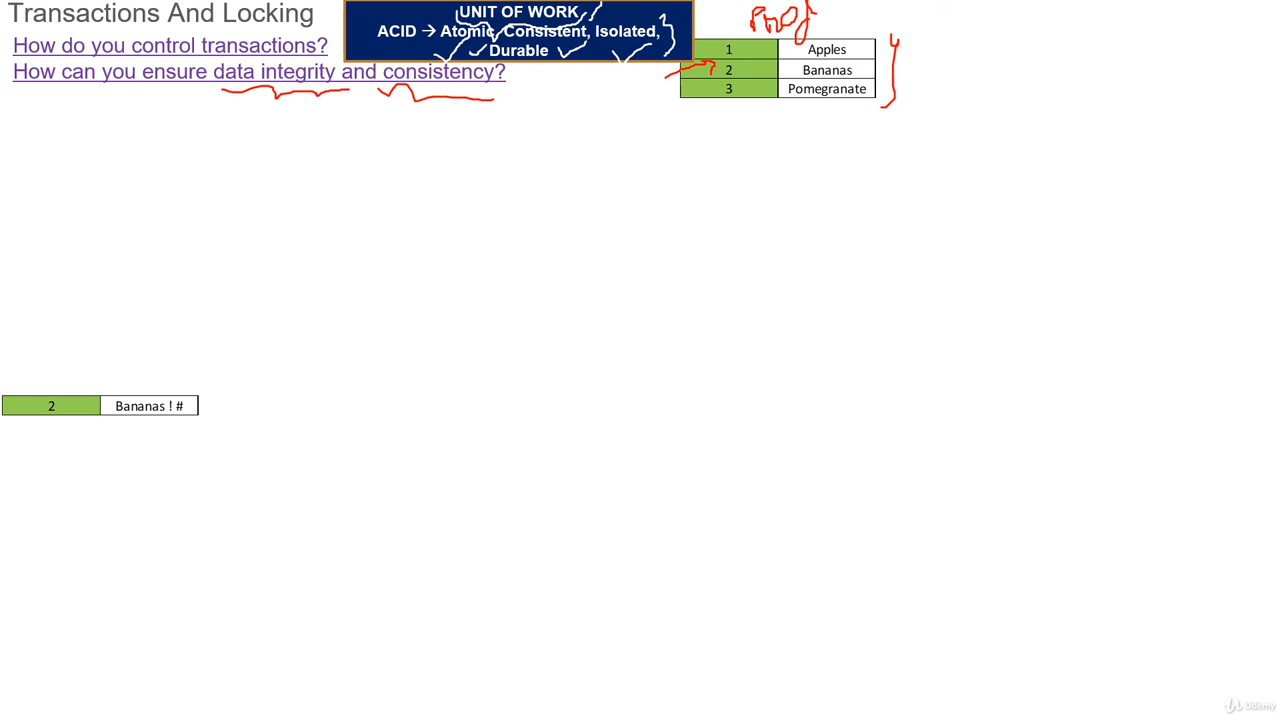 Transactions And Locking
How do you control transactions?
How can you ensure data integrity and consistency?
UNIT OF WORK
ACID → Atomic, Consistent, Isolated,
Durable
1 Apples
2 Bananas
3 Pomegranate
2 Bananas ! #
Udemy